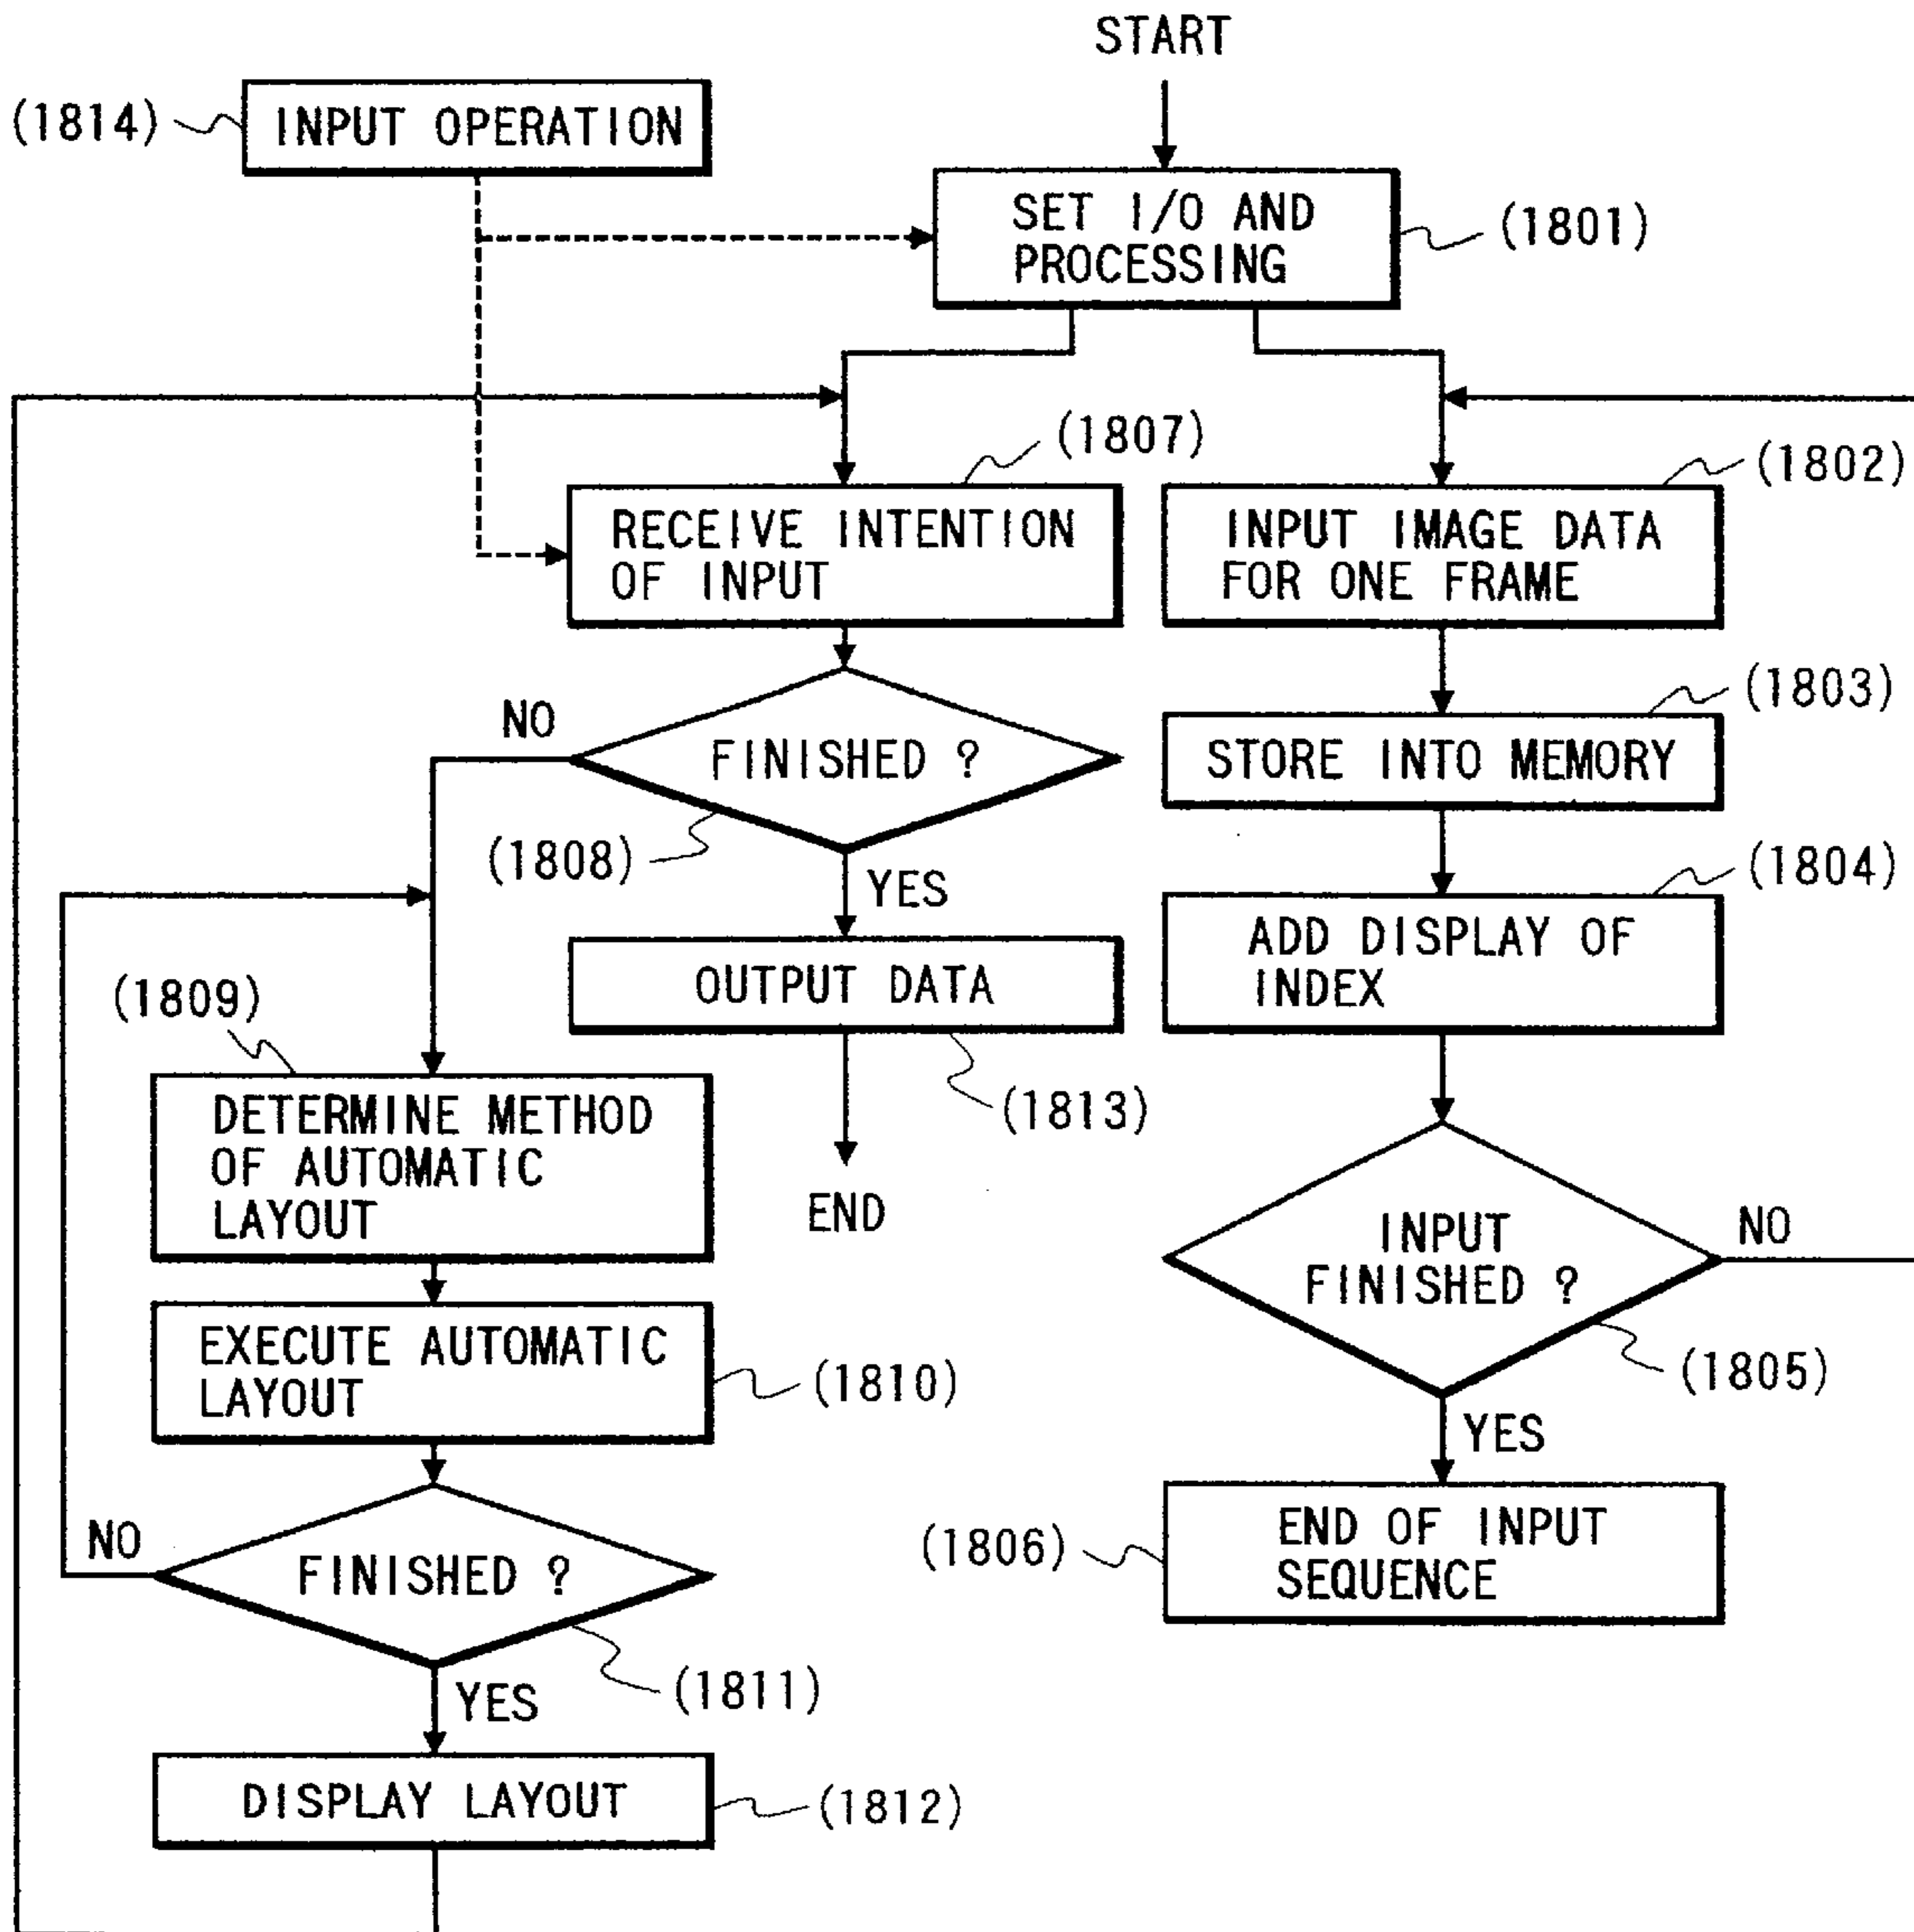 START
(1814)
INPUT OPERATION
SET I/O AND
PROCESSING
(1801)
(1807)
RECEIVE INTENTION
OF INPUT
(1802)
INPUT IMAGE DATA
FOR ONE FRAME
NO
FINISHED ?
(1808)
YES
(1803)
STORE INTO MEMORY
(1804)
ADD DISPLAY OF
INDEX
OUTPUT DATA
(1813)
END
(1809)
DETERMINE METHOD
OF AUTOMATIC
LAYOUT
INPUT
FINISHED ?
NO
(1805)
YES
EXECUTE AUTOMATIC
LAYOUT
(1810)
(1806)
END OF INPUT
SEQUENCE
NO
FINISHED ?
(1811)
YES
DISPLAY LAYOUT
(1812)